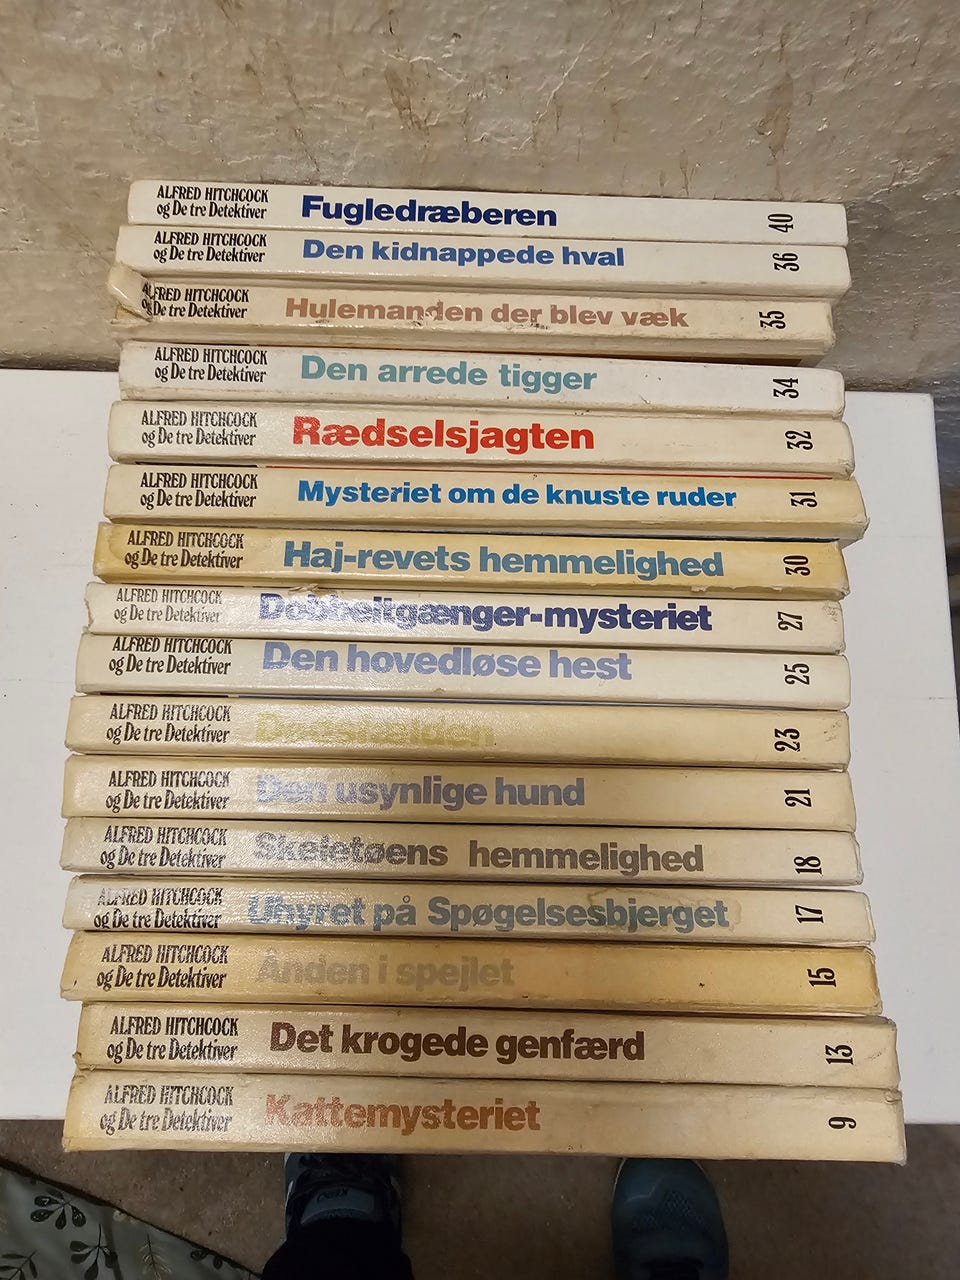 ALFRED HITCHCOCK
og De tre Detektiver
Fugledræberen
40
ALFRED HITCHCOCK
og De tre Detektiver
Den kidnappede hval
36
ALFRED HITCHCOCK
og De tre Detektiver
Hulemanden der blev væk
35
ALFRED HITCHCOCK
og De tre Detektiver
Den arrede tigger
34
ALFRED HITCHCOCK
og De tre Detektiver
Rædselsjagten
32
ALFRED HITCHCOCK
og De tre Detektiver
Mysteriet om de knuste ruder
31
ALFRED HITCHCOCK
og De tre Detektiver
Haj-revets hemmelighed
30
ALFRED HITCHCOCK
og De tre Detektiver
Dobbeltgænger-mysteriet
27
ALFRED HITCHCOCK
og De tre Detektiver
Den hovedløse hest
25
ALFRED HITCHCOCK
og De tre Detektiver
23
ALFRED HITCHCOCK
og De tre Detektiver
Den usynlige hund
21
ALFRED HITCHCOCK
og De tre Detektiver
Skeletøens hemmelighed
18
ALFRED HITCHCOCK
og De tre Detektiver
Uhyret på Spøgelsesbjerget
17
ALFRED HITCHCOCK
og De tre Detektiver
Ånden i spejlet
15
ALFRED HITCHCOCK
og De tre Detektiver
Det krogede genfærd
13
ALFRED HITCHCOCK
og De tre Detektiver
Kattemysteriet
9